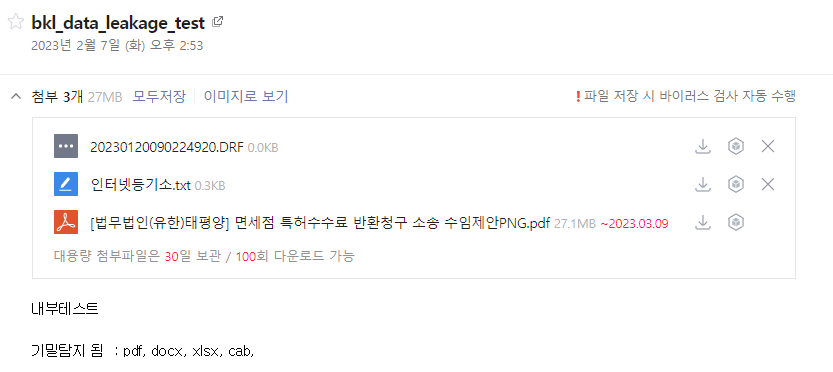 bkl_data_leakage_test
2023년 2월 7일 (화) 오후 2:53
첨부 3개 27MB 모두저장 이미지로 보기 ! 파일 저장 시 바이러스 검사 자동 수행
20230120090224920.DRF 0.0KB
인터넷등기소.txt 0.3KB
[법무법인(유한)태평양] 면세점 특허수수료 반환청구 소송 수임제안PNG.pdf 27.1MB ~2023.03.09
대용량 첨부파일은 30일 보관 / 100회 다운로드 가능
내부테스트
기밀탐지 됨 : pdf, docx, xlsx, cab,